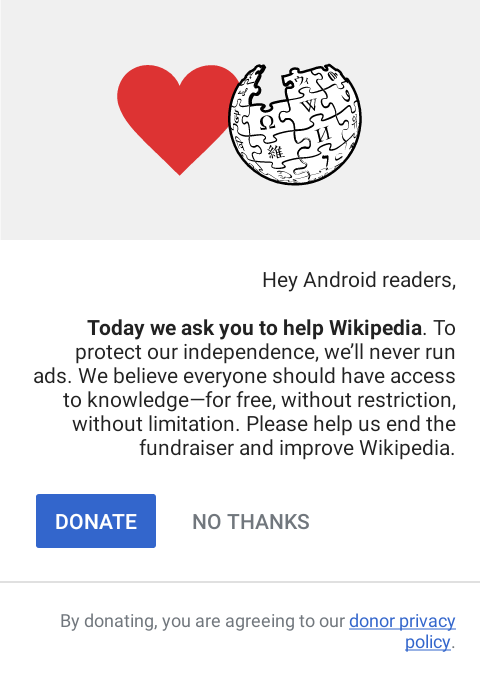 Hey Android readers,
Today we ask you to help Wikipedia. To
protect our independence, we’ll never run
ads. We believe everyone should have access
to knowledge—for free, without restriction,
without limitation. Please help us end the
fundraiser and improve Wikipedia.
DONATE
NO THANKS
By donating, you are agreeing to our donor privacy
policy.